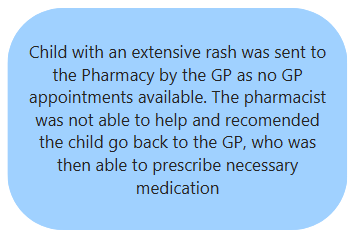 Child with an extensive rash was sent to
the Pharmacy by the GP as no GP
appointments available. The pharmacist
was not able to help and recomended
the child go back to the GP, who was
then able to prescribe necessary
medication